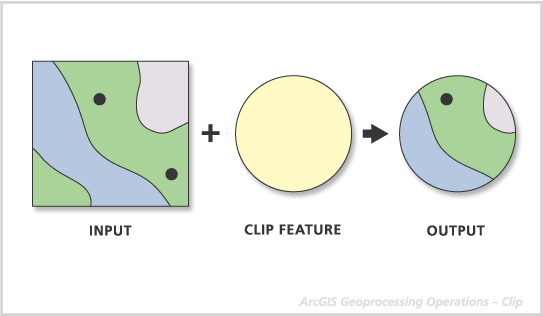 INPUT
CLIP FEATURE
OUTPUT
ArcGIS Geoprocessing Operations – Clip